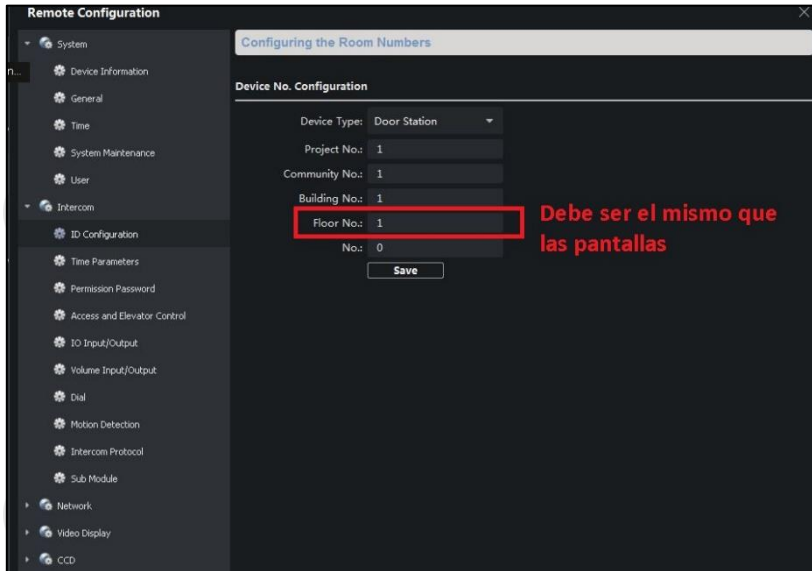 Remote Configuration
System
n...
Device Information
General
Time
System Maintenance
User
Intercom
ID Configuration
Time Parameters
Permission Password
Access and Elevator Control
IO Input/Output
Volume Input/Output
Dial
Motion Detection
Intercom Protocol
Sub Module
Network
Video Display
CCD
Configuring the Room Numbers
Device No. Configuration
Device Type: Door Station
Project No.: 1
Community No.: 1
Building No.: 1
Floor No.: 1
No.: 0
Save
Debe ser el mismo que
las pantallas